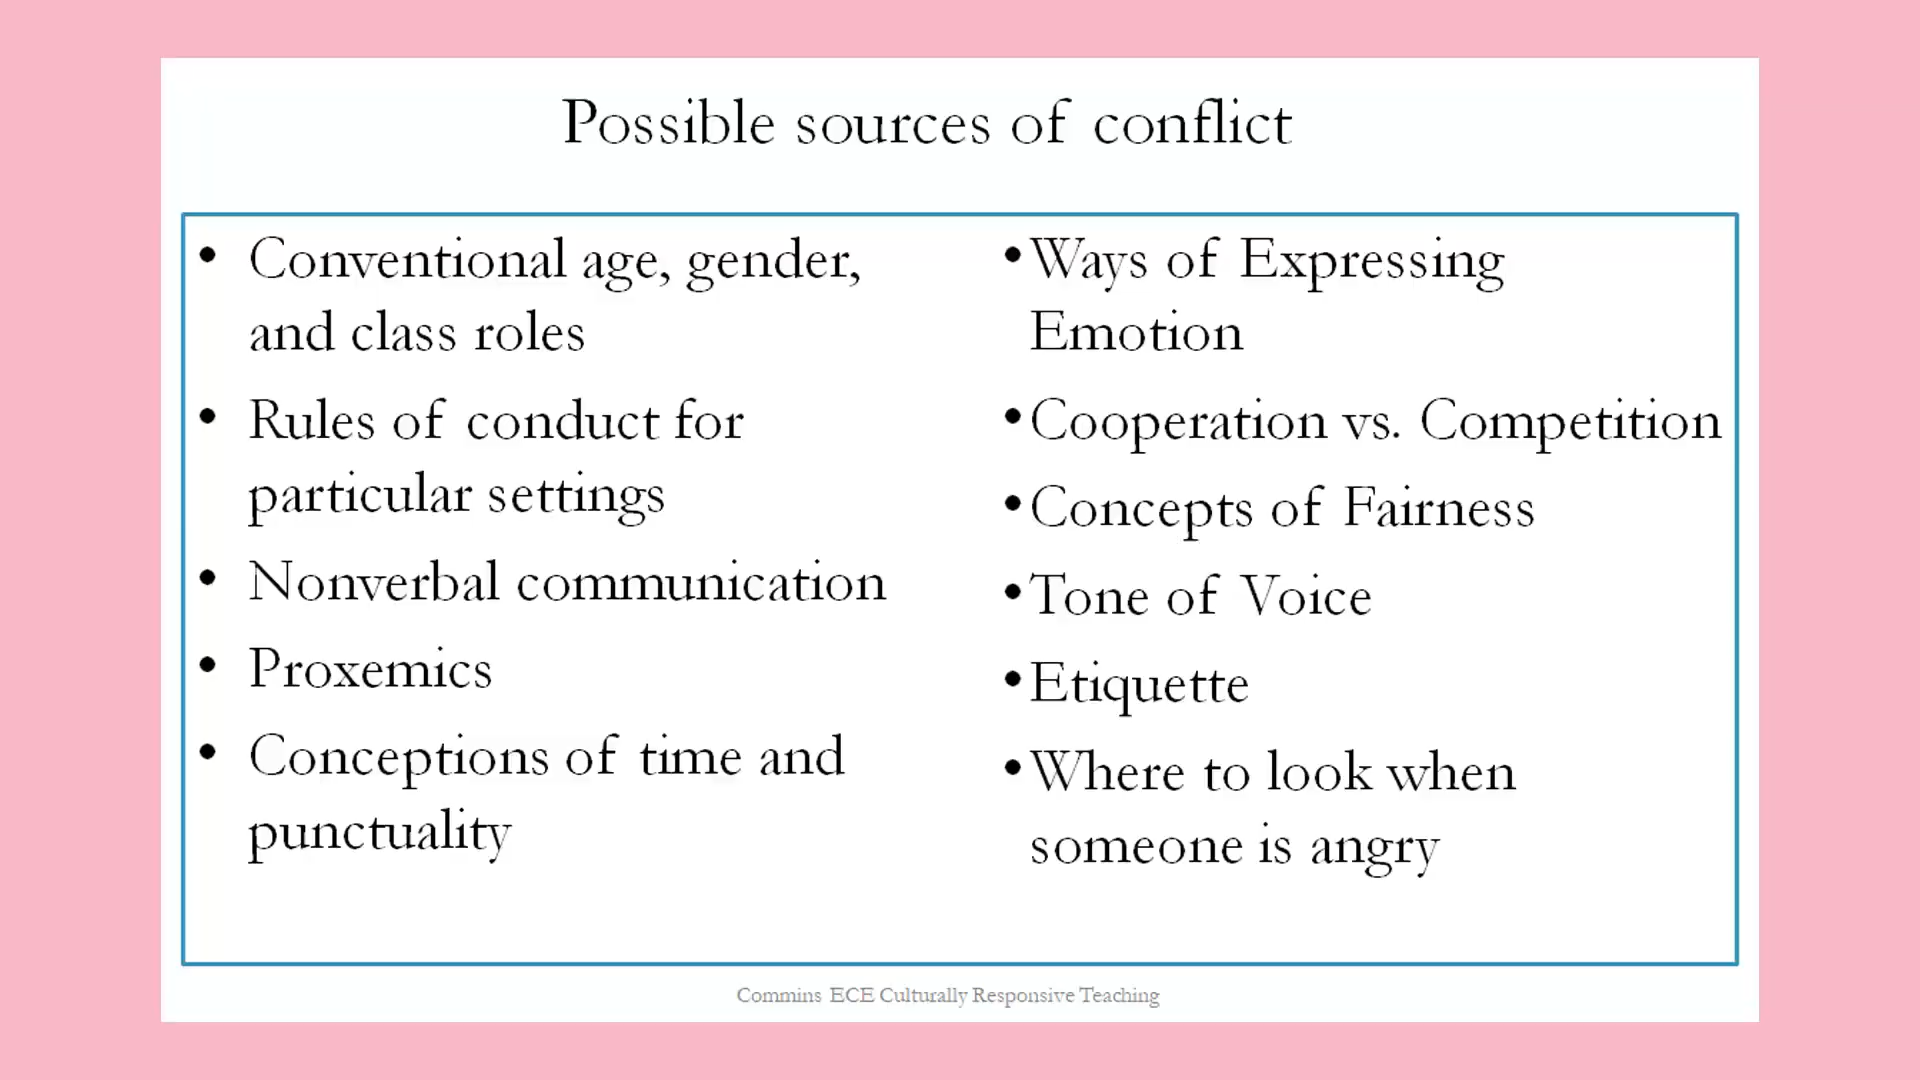 Possible sources of conflict
• Conventional age, gender,
and class roles
• Rules of conduct for
particular settings
• Nonverbal communication
• Proxemics
• Conceptions of time and
punctuality
• Ways of Expressing
Emotion
• Cooperation vs. Competition
• Concepts of Fairness
• Tone of Voice
• Etiquette
• Where to look when
someone is angry
Commins ECE Culturally Responsive Teaching